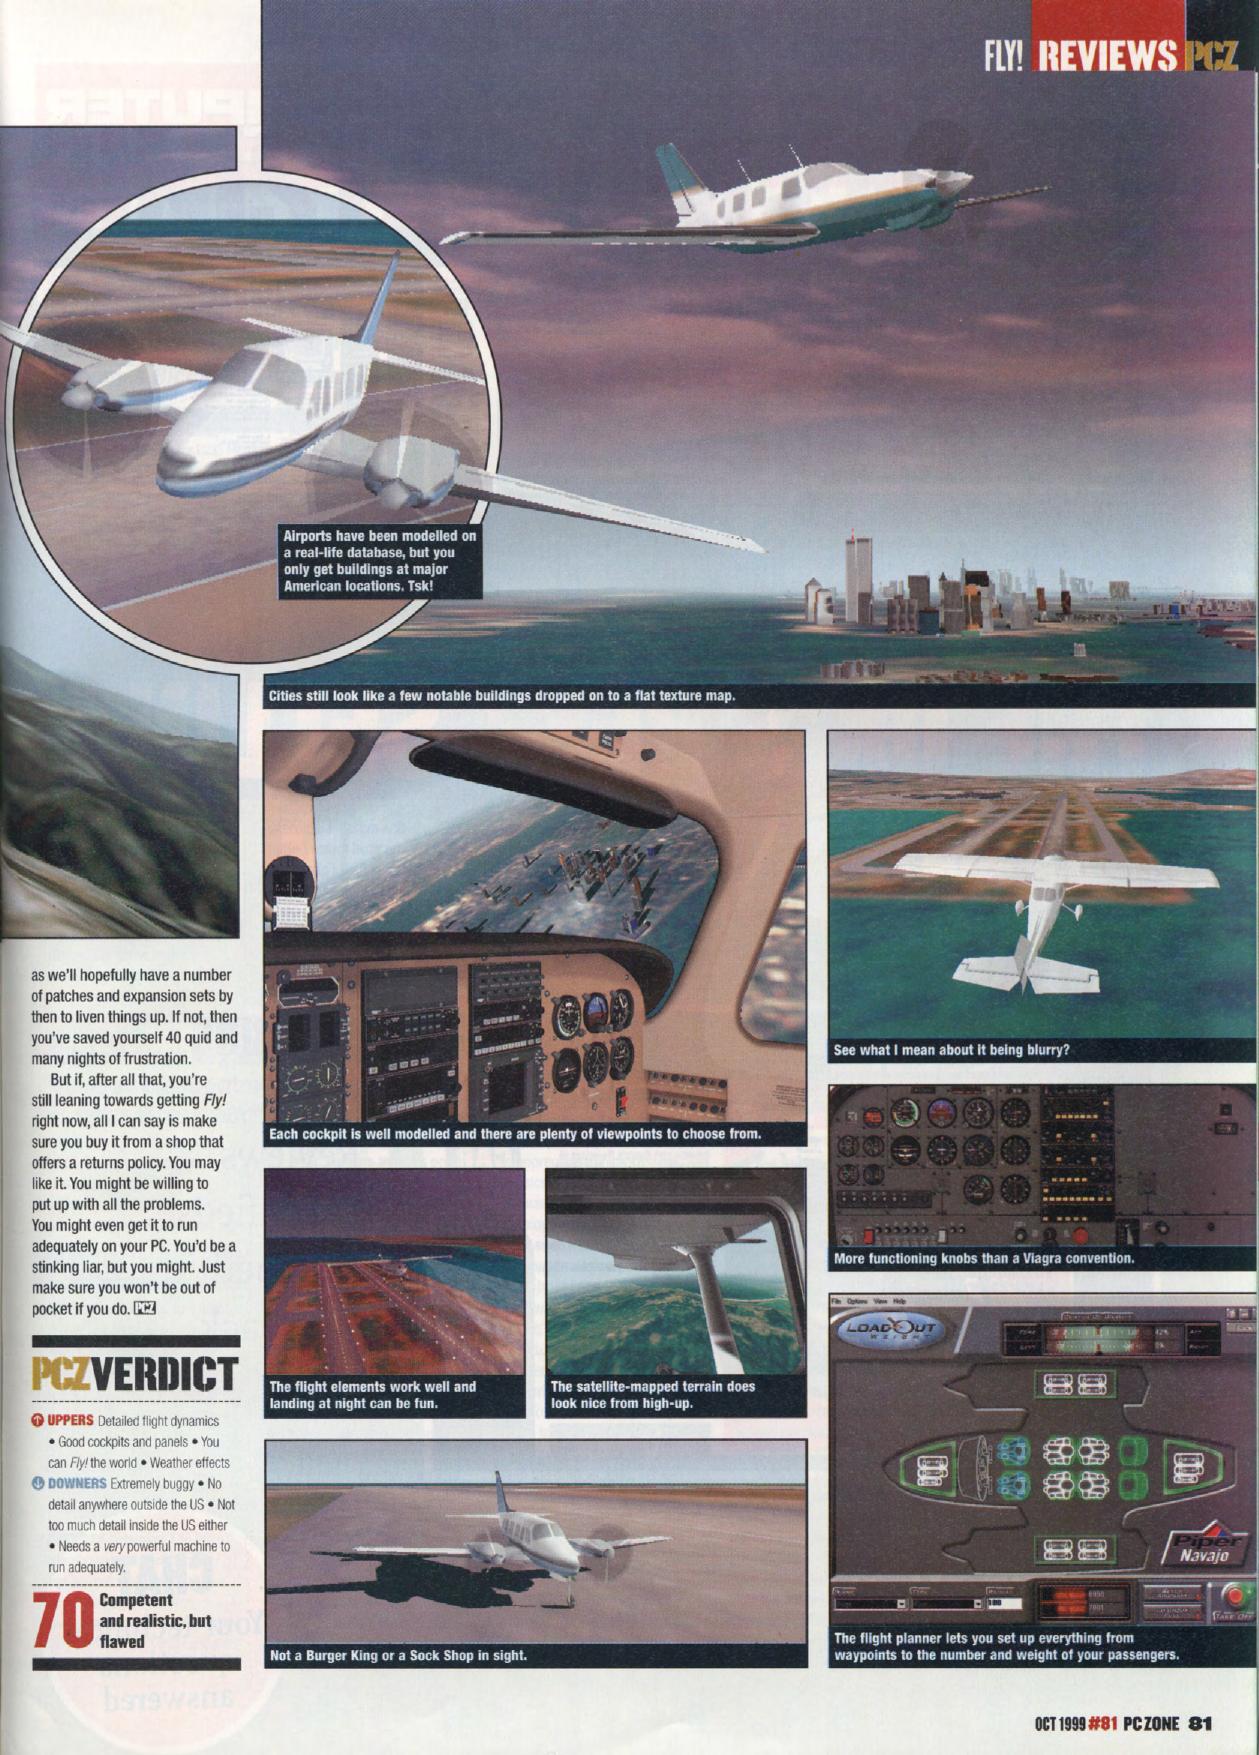 FLY! REVIEWS PCZ
Airports have been modelled on
a real-life database, but you
only get buildings at major
American locations. Tsk!
Cities still look like a few notable buildings dropped on to a flat texture map.
as we'll hopefully have a number
of patches and expansion sets by
then to liven things up. If not, then
you've saved yourself 40 quid and
many nights of frustration.
But if, after all that, you're
still leaning towards getting Fly!
right now, all I can say is make
sure you buy it from a shop that
offers a returns policy. You may
like it. You might be willing to
put up with all the problems.
You might even get it to run
adequately on your PC. You'd be a
stinking liar, but you might. Just
make sure you won't be out of
pocket if you do. PCZ
PCZVERDICT
UPPERS Detailed flight dynamics
• Good cockpits and panels • You
can Fly! the world • Weather effects
DOWNERS Extremely buggy • No
detail anywhere outside the US • Not
too much detail inside the US either
• Needs a very powerful machine to
run adequately.
70
Competent
and realistic, but
flawed
Each cockpit is well modelled and there are plenty of viewpoints to choose from.
See what I mean about it being blurry?
More functioning knobs than a Viagra convention.
The flight elements work well and
landing at night can be fun.
The satellite-mapped terrain does
look nice from high-up.
File Options View Help
LOADOUT
WEIGHT
Piper
Navajo
TAKE OFF
Not a Burger King or a Sock Shop in sight.
The flight planner lets you set up everything from
waypoints to the number and weight of your passengers.
OCT 1999 #81 PC ZONE 81